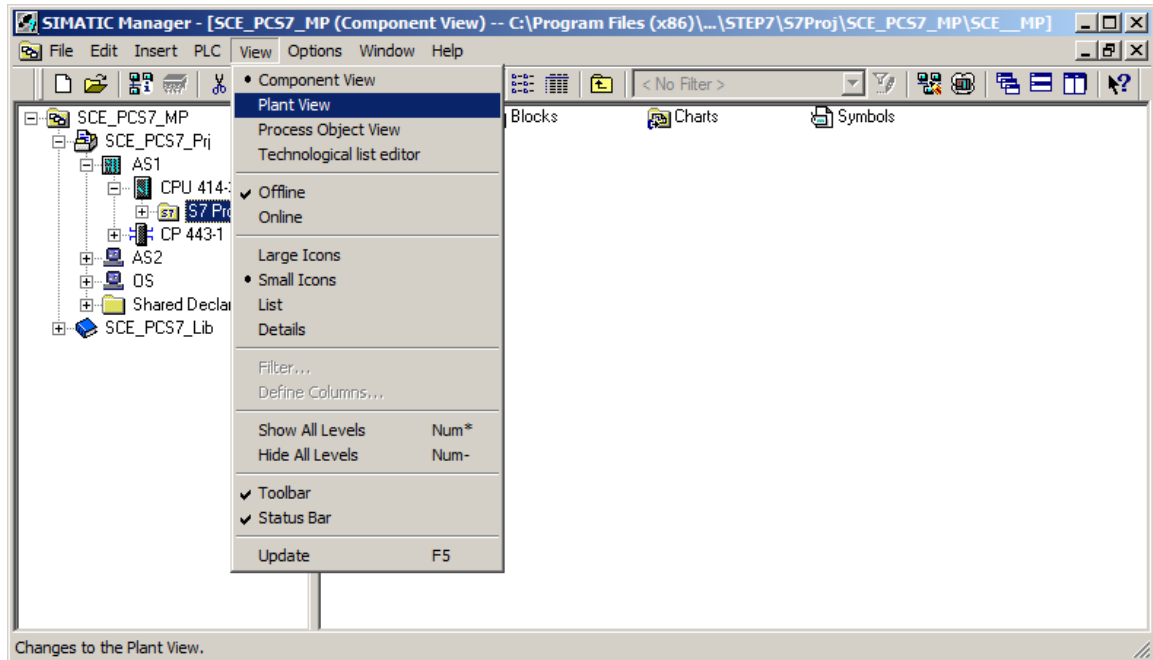 SIMATIC Manager - [SCE_PCS7_MP (Component View) -- C:\Program Files (x86)\...\STEP7\S7Proj\SCE_PCS7_MP\SCE__MP]
File Edit Insert PLC View Options Window Help
< No Filter >
SCE_PCS7_MP
SCE_PCS7_Prj
AS1
CPU 414-
S7 Pro
CP 443-1
AS2
OS
Shared Declar
SCE_PCS7_Lib
Component View
Plant View
Process Object View
Technological list editor
Offline
Online
Large Icons
Small Icons
List
Details
Filter...
Define Columns...
Show All Levels Num*
Hide All Levels Num-
Toolbar
Status Bar
Update F5
Blocks Charts Symbols
Changes to the Plant View.